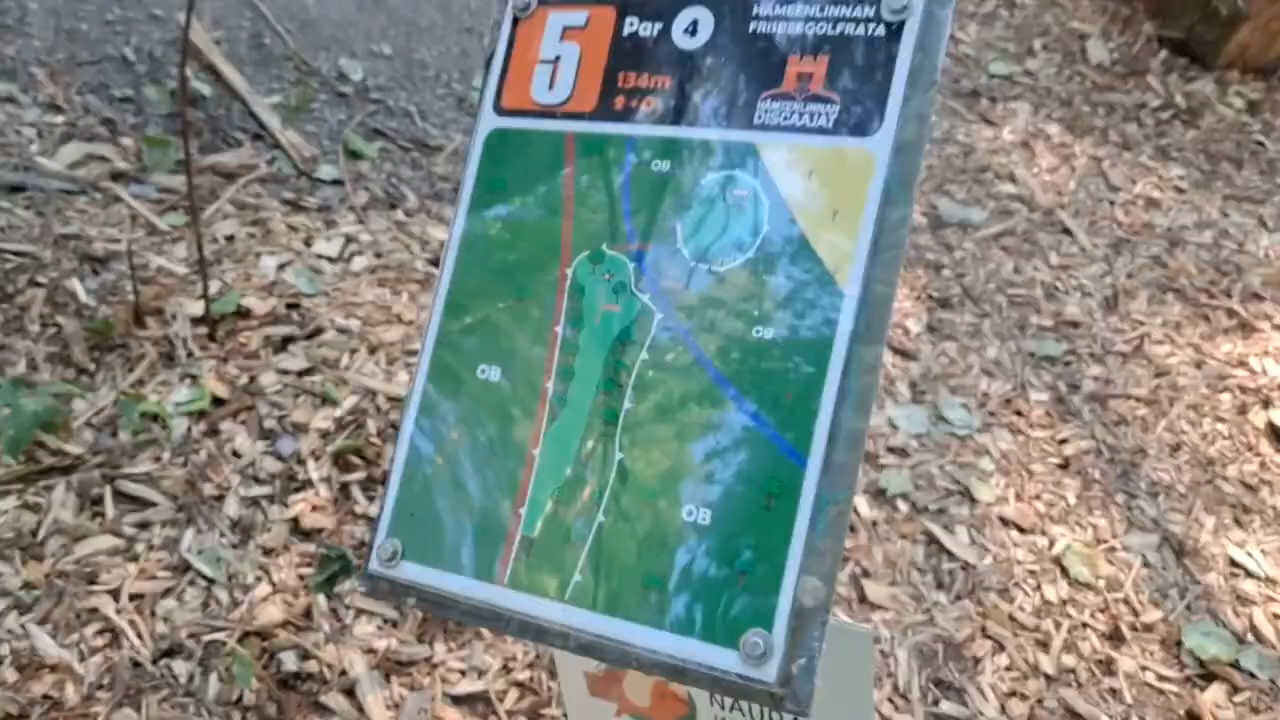 5
Par 4
134m
HÄMEENLINNAN
FRISBEEGOLFRATA
HÄMEENLINNAN
DISCAAJAT
OB
OB
OB
OB